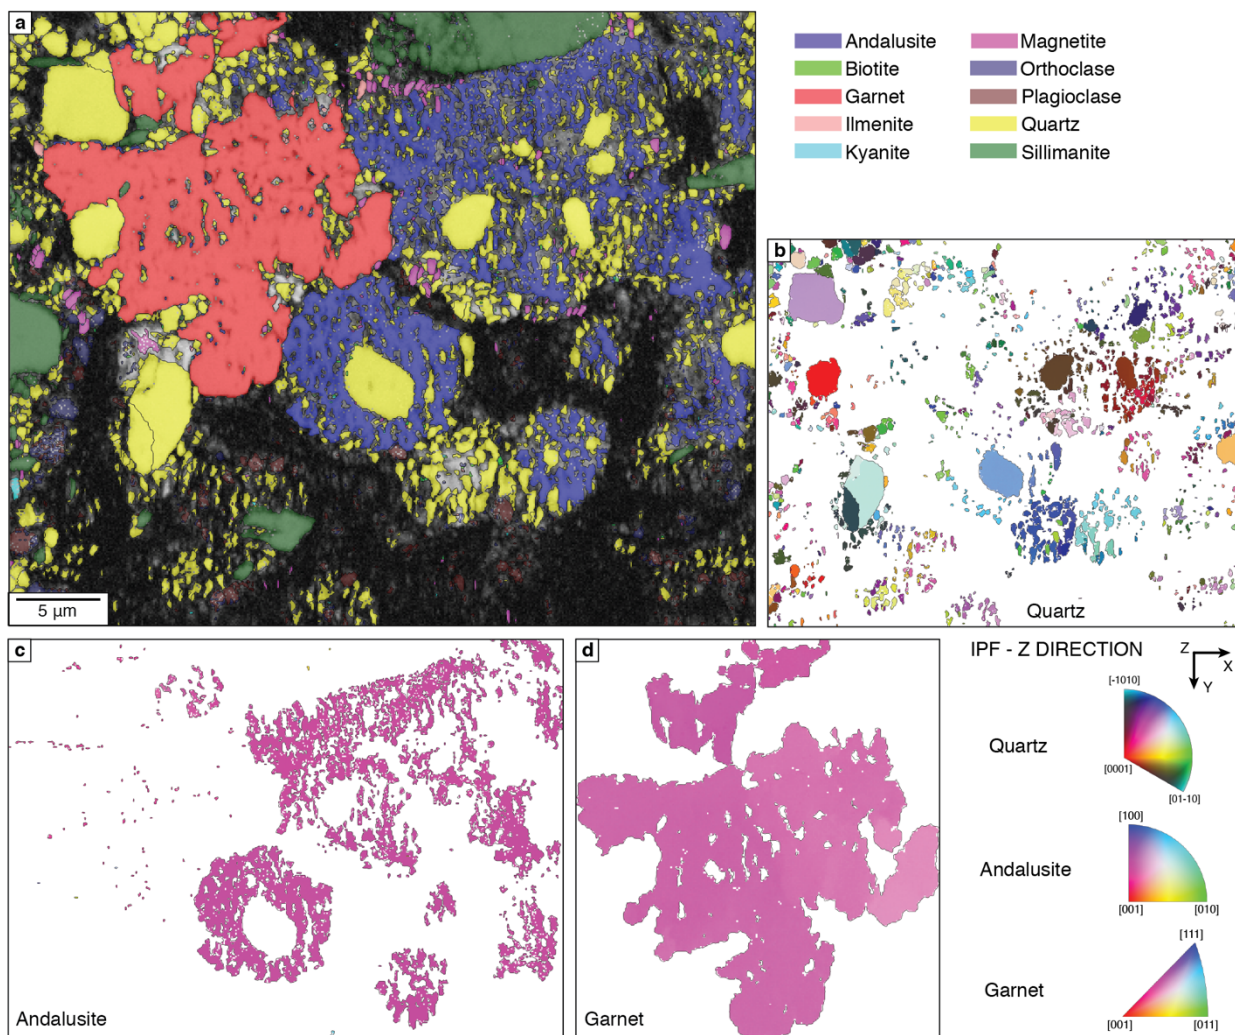 a
Andalusite
Biotite
Garnet
Ilmenite
Kyanite
Magnetite
Orthoclase
Plagioclase
Quartz
Sillimanite
5 µm
b
Quartz
c
Andalusite
d
Garnet
IPF - Z DIRECTION
Z
X
Y
Quartz
[-1010]
[0001]
[01-10]
Andalusite
[100]
[001]
[010]
Garnet
[111]
[001]
[011]